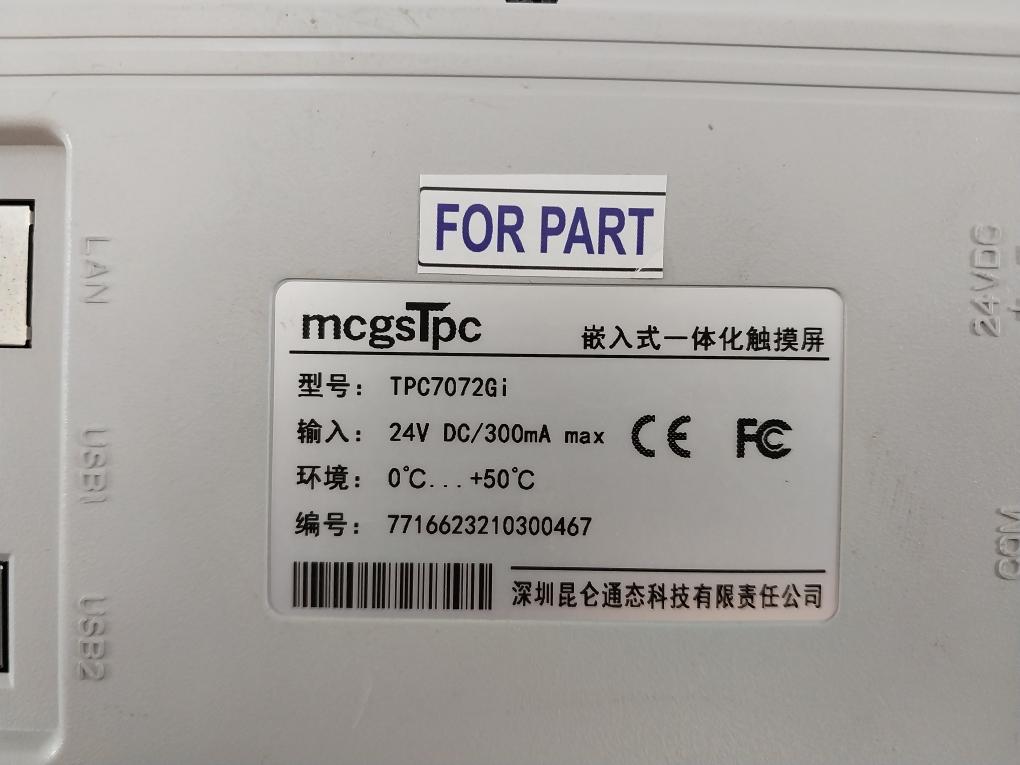 FOR PART
mcgsTpc
嵌入式一体化触摸屏
型号： TPC7072Gi
输入： 24V DC/300mA max CE FC
环境： 0℃...+50℃
编号： 7716623210300467
深圳昆仑通态科技有限责任公司
LAN
USB1
USB2
24VDC
COM